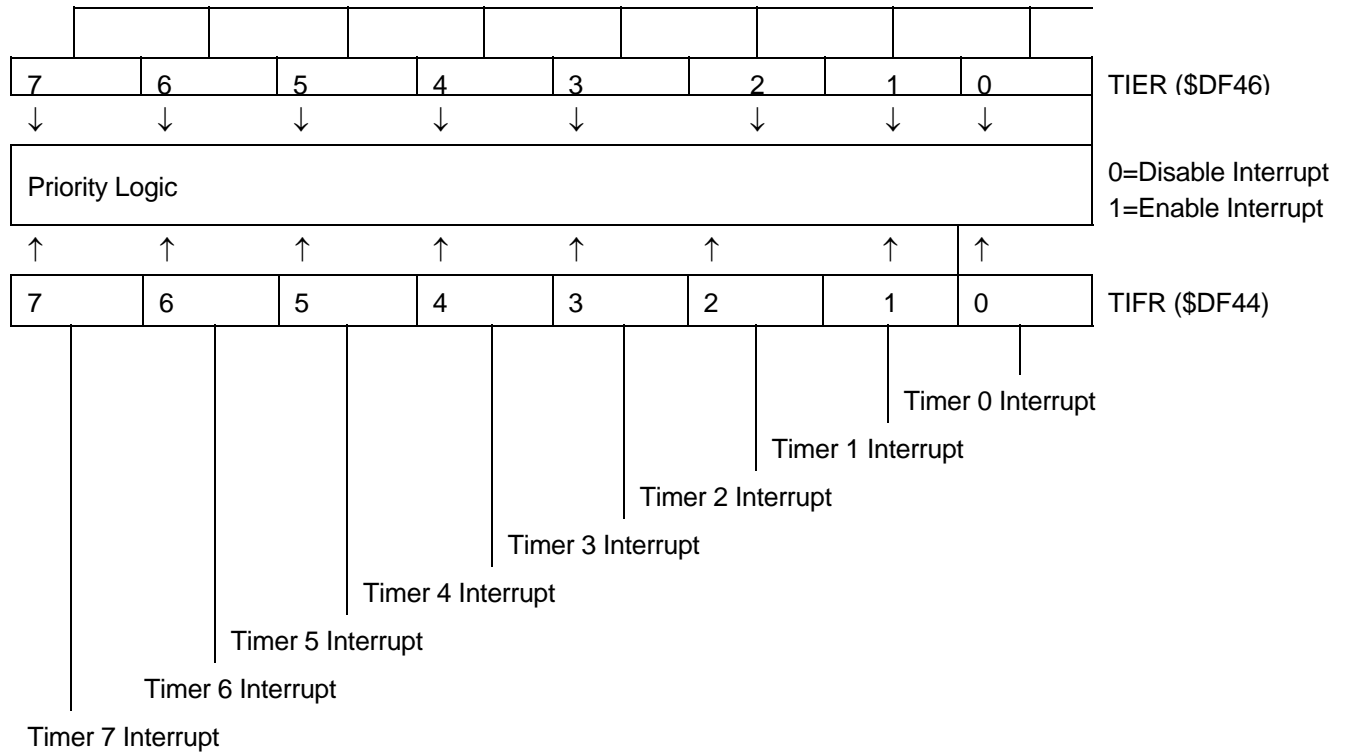 7 6 5 4 3 2 1 0 TIER ($DF46)
↓ ↓ ↓ ↓ ↓ ↓ ↓ ↓
Priority Logic
0=Disable Interrupt
1=Enable Interrupt
↑ ↑ ↑ ↑ ↑ ↑ ↑ ↑
7 6 5 4 3 2 1 0 TIFR ($DF44)
Timer 0 Interrupt
Timer 1 Interrupt
Timer 2 Interrupt
Timer 3 Interrupt
Timer 4 Interrupt
Timer 5 Interrupt
Timer 6 Interrupt
Timer 7 Interrupt